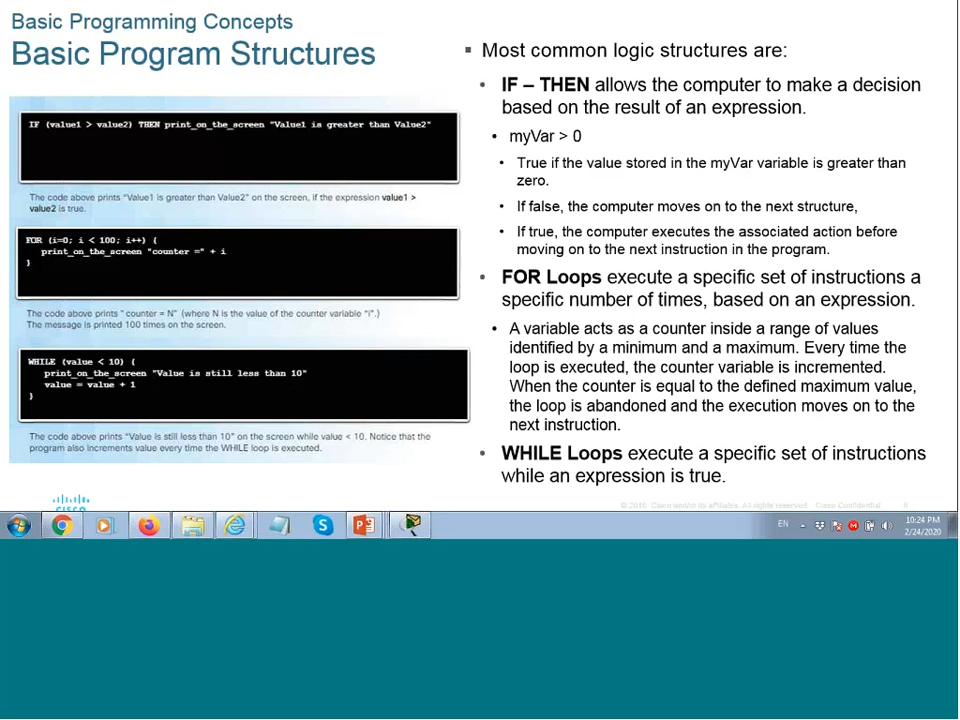 Basic Programming Concepts
Basic Program Structures
IF (value1 > value2) THEN print_on_the_screen "Value1 is greater than Value2"
The code above prints "Value1 is greater than Value2" on the screen, if the expression value1 >
value2 is true.
FOR (i=0; i < 100; i++) {
print_on_the_screen "counter =" + i
}
The code above prints " counter = N" (where N is the value of the counter variable "i".)
The message is printed 100 times on the screen.
WHILE (value < 10) {
print_on_the_screen "Value is still less than 10"
value = value + 1
}
The code above prints "Value is still less than 10" on the screen while value < 10. Notice that the
program also increments value every time the WHILE loop is executed.
▪ Most common logic structures are:
• IF – THEN allows the computer to make a decision
based on the result of an expression.
• myVar > 0
• True if the value stored in the myVar variable is greater than
zero.
• If false, the computer moves on to the next structure,
• If true, the computer executes the associated action before
moving on to the next instruction in the program.
• FOR Loops execute a specific set of instructions a
specific number of times, based on an expression.
• A variable acts as a counter inside a range of values
identified by a minimum and a maximum. Every time the
loop is executed, the counter variable is incremented.
When the counter is equal to the defined maximum value,
the loop is abandoned and the execution moves on to the
next instruction.
• WHILE Loops execute a specific set of instructions
while an expression is true.
CISCO
Cisco and/or its affiliates. All rights reserved. Cisco Confidential
EN
10:24 PM
2/24/2020